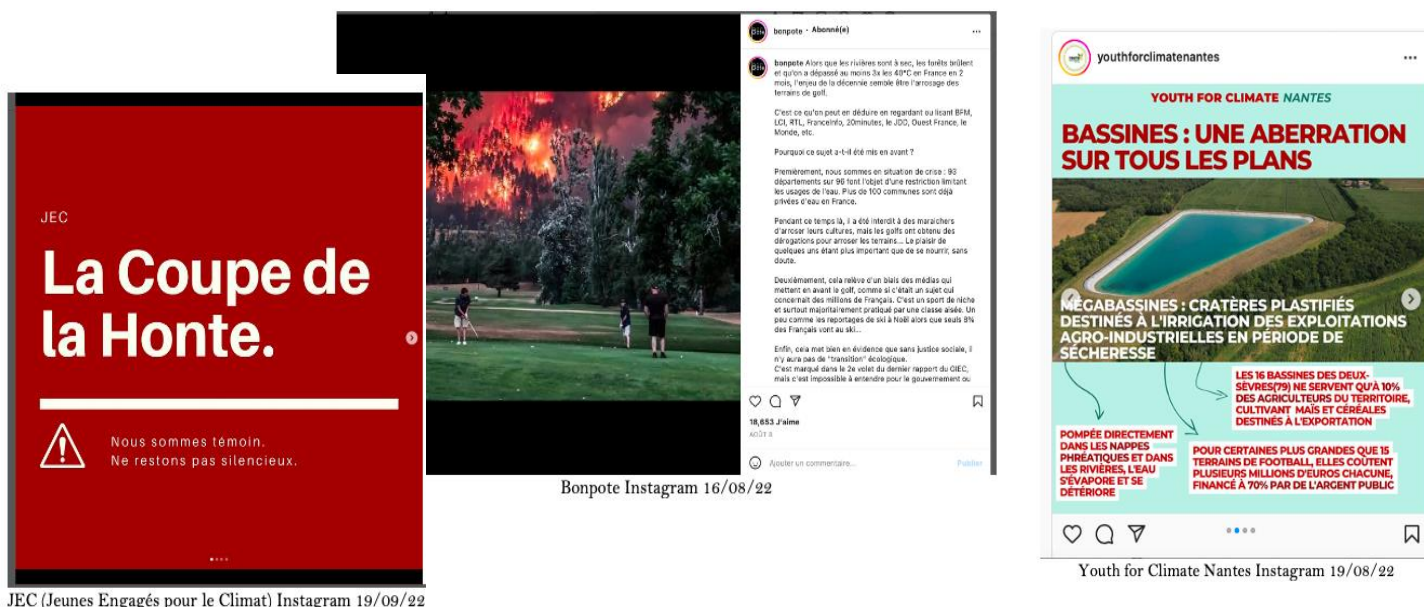 JEC
La Coupe de
la Honte.
Nous sommes témoin.
Ne restons pas silencieux.
JEC (Jeunes Engagés pour le Climat) Instagram 19/09/22
bonpote · Abonné(e)
bonpote Alors que les rivières sont à sec, les forêts brûlent
et qu'on a dépassé au moins 3x les 40°C en France en 2
mois, l'enjeu de la décennie semble être l'arrosage des
terrains de golf.
C'est ce qu'on peut en déduire en regardant ou lisant BFM,
LCI, RTL, FranceInfo, 20minutes, le JDD, Ouest France, le
Monde, etc.
Pourquoi ce sujet a-t-il été mis en avant ?
Premièrement, nous sommes en situation de crise : 93
départements sur 96 font l'objet d'une restriction limitant
les usages de l'eau. Plus de 100 communes sont déjà
privées d'eau en France.
Pendant ce temps là, il a été interdit à des maraichers
d'arroser leurs cultures, mais les golfs ont obtenu des
dérogations pour arroser les terrains... Le plaisir de
quelques uns étant plus important que de se nourrir, sans
doute.
Deuxièmement, cela relève d'un biais des médias qui
mettent en avant le golf, comme si c'était un sujet qui
concernait des millions de Français. C'est un sport de niche
et surtout majoritairement pratiqué par une classe aisée. Un
peu comme les reportages de ski à Noël alors que seuls 8%
des Français vont au ski...
Enfin, cela met bien en évidence que sans justice sociale, il
n'y aura pas de "transition" écologique.
C'est marqué dans le 2e volet du dernier rapport du GIEC,
mais c'est impossible à entendre pour le gouvernement ou
18,653 J'aime
AOÛT 8
Ajouter un commentaire...
Publier
Bonpote Instagram 16/08/22
youthforclimatenantes
YOUTH FOR CLIMATE NANTES
BASSINES : UNE ABERRATION
SUR TOUS LES PLANS
MÉGABASSINES : CRATÈRES PLASTIFIÉS
DESTINÉS À L'IRRIGATION DES EXPLOITATIONS
AGRO-INDUSTRIELLES EN PÉRIODE DE
SÉCHERESSE
LES 16 BASSINES DES DEUX-
SÈVRES(79) NE SERVENT QU'À 10%
DES AGRICULTEURS DU TERRITOIRE,
CULTIVANT MAÏS ET CÉRÉALES
DESTINÉS À L'EXPORTATION
POMPÉE DIRECTEMENT
DANS LES NAPPES
PHRÉATIQUES ET DANS
LES RIVIÈRES, L'EAU
S'ÉVAPORE ET SE
DÉTÉRIORE
POUR CERTAINES PLUS GRANDES QUE 15
TERRAINS DE FOOTBALL, ELLES COÛTENT
PLUSIEURS MILLIONS D'EUROS CHACUNE,
FINANCÉ À 70% PAR DE L'ARGENT PUBLIC
Youth for Climate Nantes Instagram 19/08/22